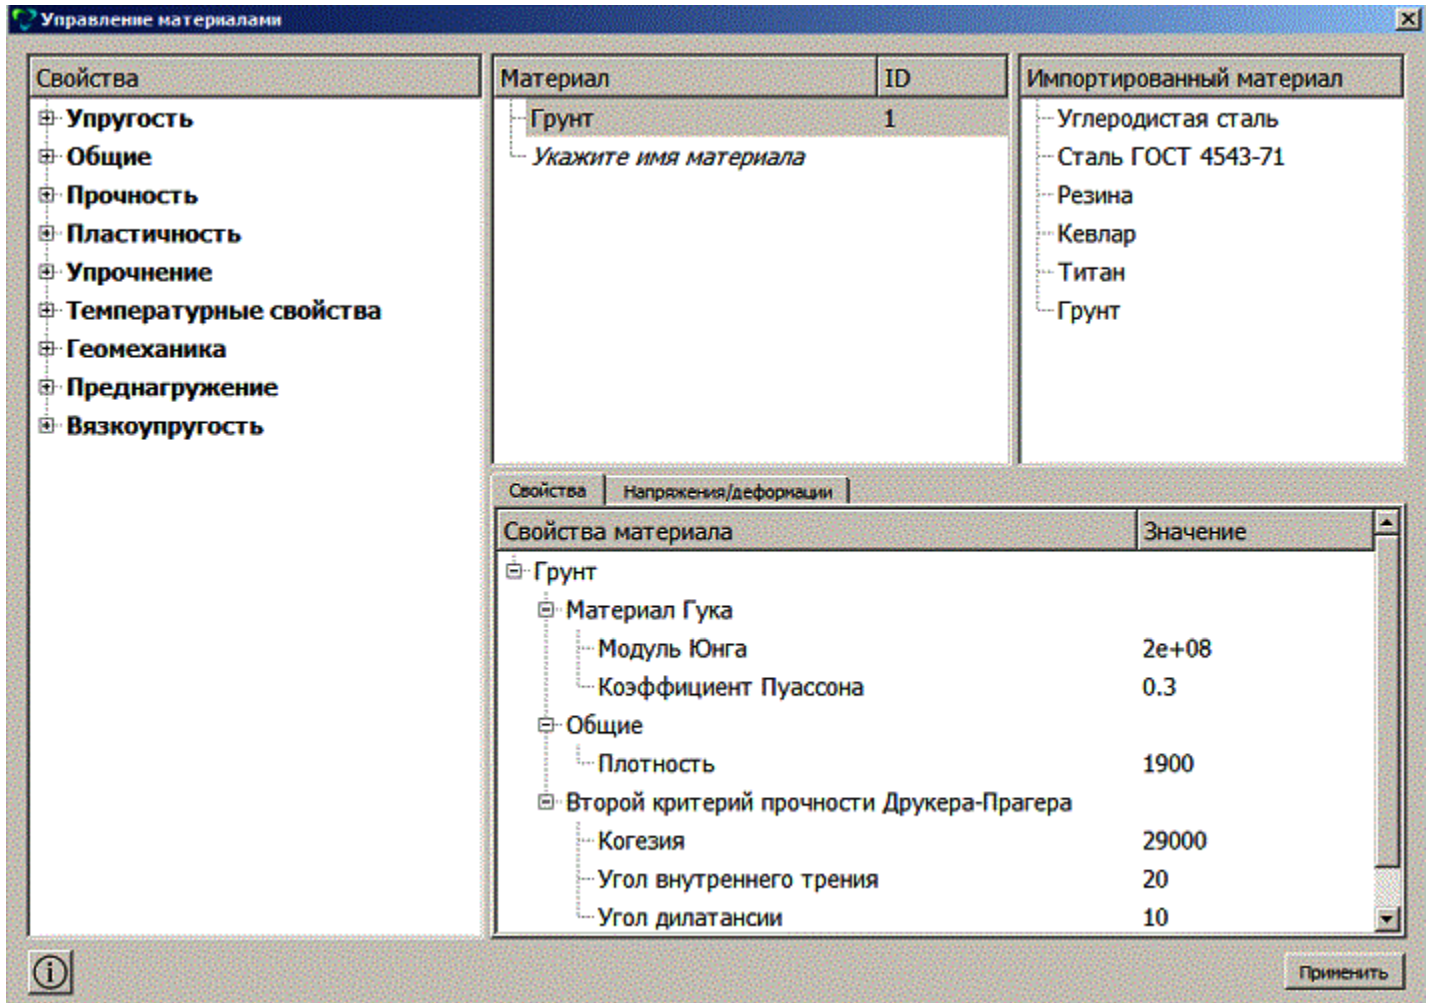 Управление материалами
Свойства
Упругость
Общие
Прочность
Пластичность
Упрочнение
Температурные свойства
Геомеханика
Преднагружение
Вязкоупругость
Материал ID
Грунт 1
Укажите имя материала
Импортированный материал
Углеродистая сталь
Сталь ГОСТ 4543-71
Резина
Кевлар
Титан
Грунт
Свойства Напряжения/деформации
Свойства материала Значение
Грунт
Материал Гука
Модуль Юнга 2e+08
Коэффициент Пуассона 0.3
Общие
Плотность 1900
Второй критерий прочности Друкера-Прагера
Когезия 29000
Угол внутреннего трения 20
Угол дилатансии 10
Применить